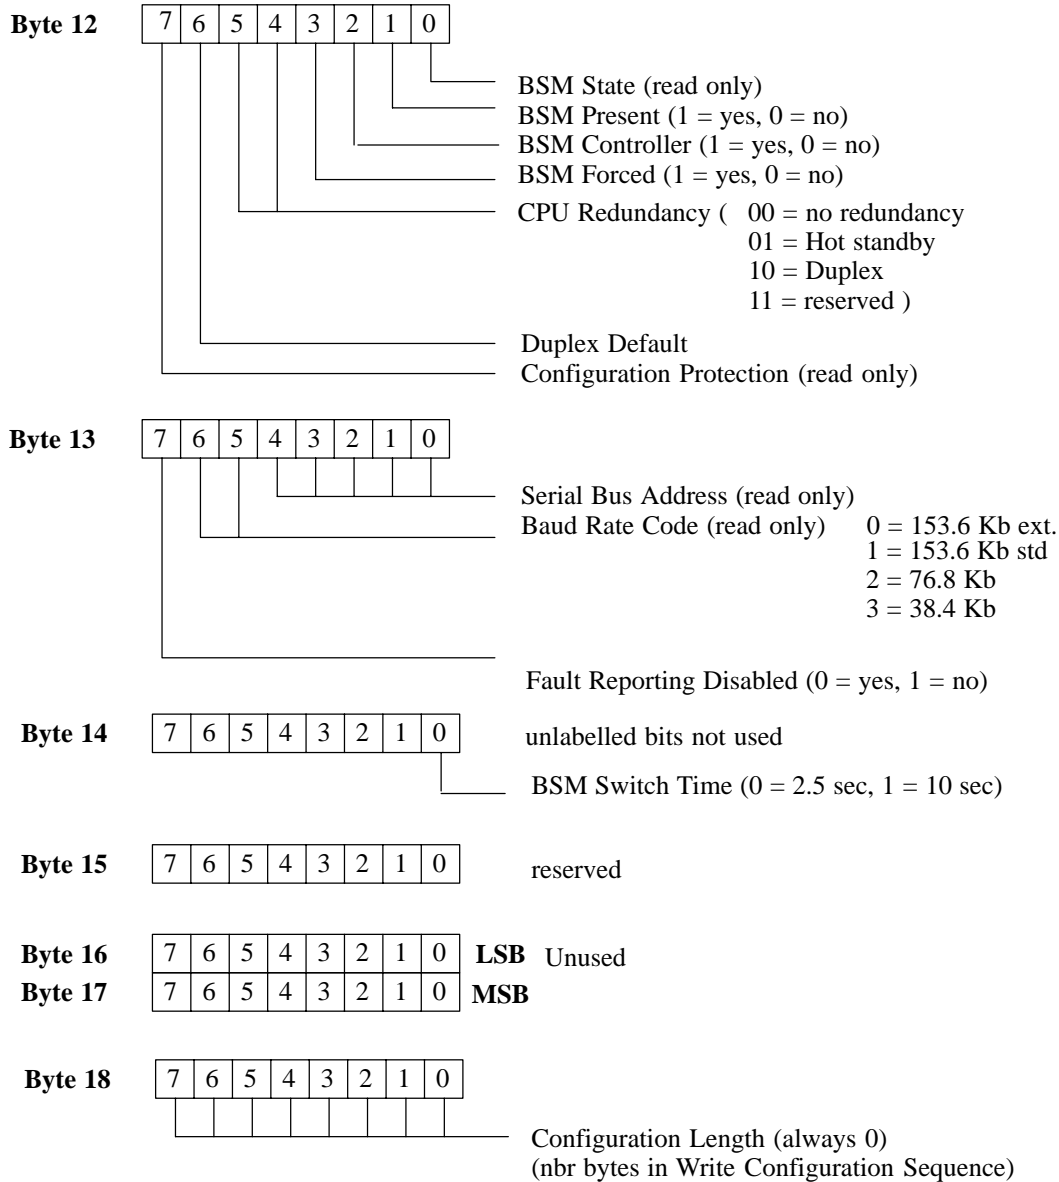 Byte 12 7 6 5 4 3 2 1 0
BSM State (read only)
BSM Present (1 = yes, 0 = no)
BSM Controller (1 = yes, 0 = no)
BSM Forced (1 = yes, 0 = no)
CPU Redundancy ( 00 = no redundancy
01 = Hot standby
10 = Duplex
11 = reserved )
Duplex Default
Configuration Protection (read only)
Byte 13 7 6 5 4 3 2 1 0
Serial Bus Address (read only)
Baud Rate Code (read only) 0 = 153.6 Kb ext.
1 = 153.6 Kb std
2 = 76.8 Kb
3 = 38.4 Kb
Fault Reporting Disabled (0 = yes, 1 = no)
Byte 14 7 6 5 4 3 2 1 0 unlabelled bits not used
BSM Switch Time (0 = 2.5 sec, 1 = 10 sec)
Byte 15 7 6 5 4 3 2 1 0 reserved
Byte 16 7 6 5 4 3 2 1 0 LSB Unused
Byte 17 7 6 5 4 3 2 1 0 MSB
Byte 18 7 6 5 4 3 2 1 0
Configuration Length (always 0)
(nbr bytes in Write Configuration Sequence)